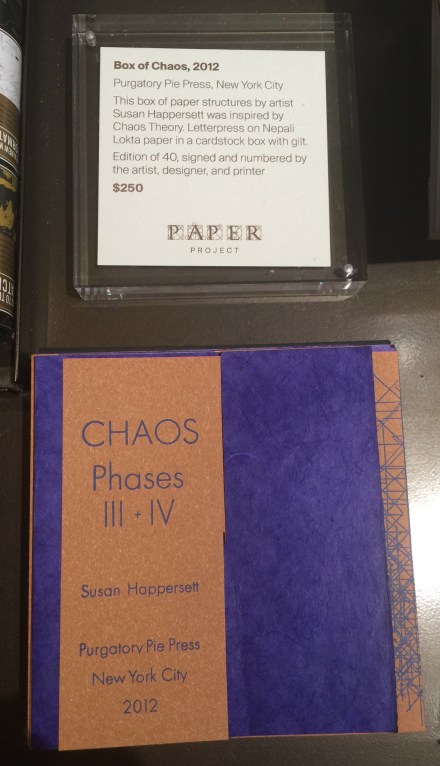 Box of Chaos, 2012
Purgatory Pie Press, New York City
This box of paper structures by artist
Susan Happersett was inspired by
Chaos Theory. Letterpress on Nepali
Lokta paper in a cardstock box with gilt.
Edition of 40, signed and numbered by
the artist, designer, and printer
$250
PAPER
PROJECT
CHAOS
Phases
III + IV
Susan Happersett
Purgatory Pie Press
New York City
2012